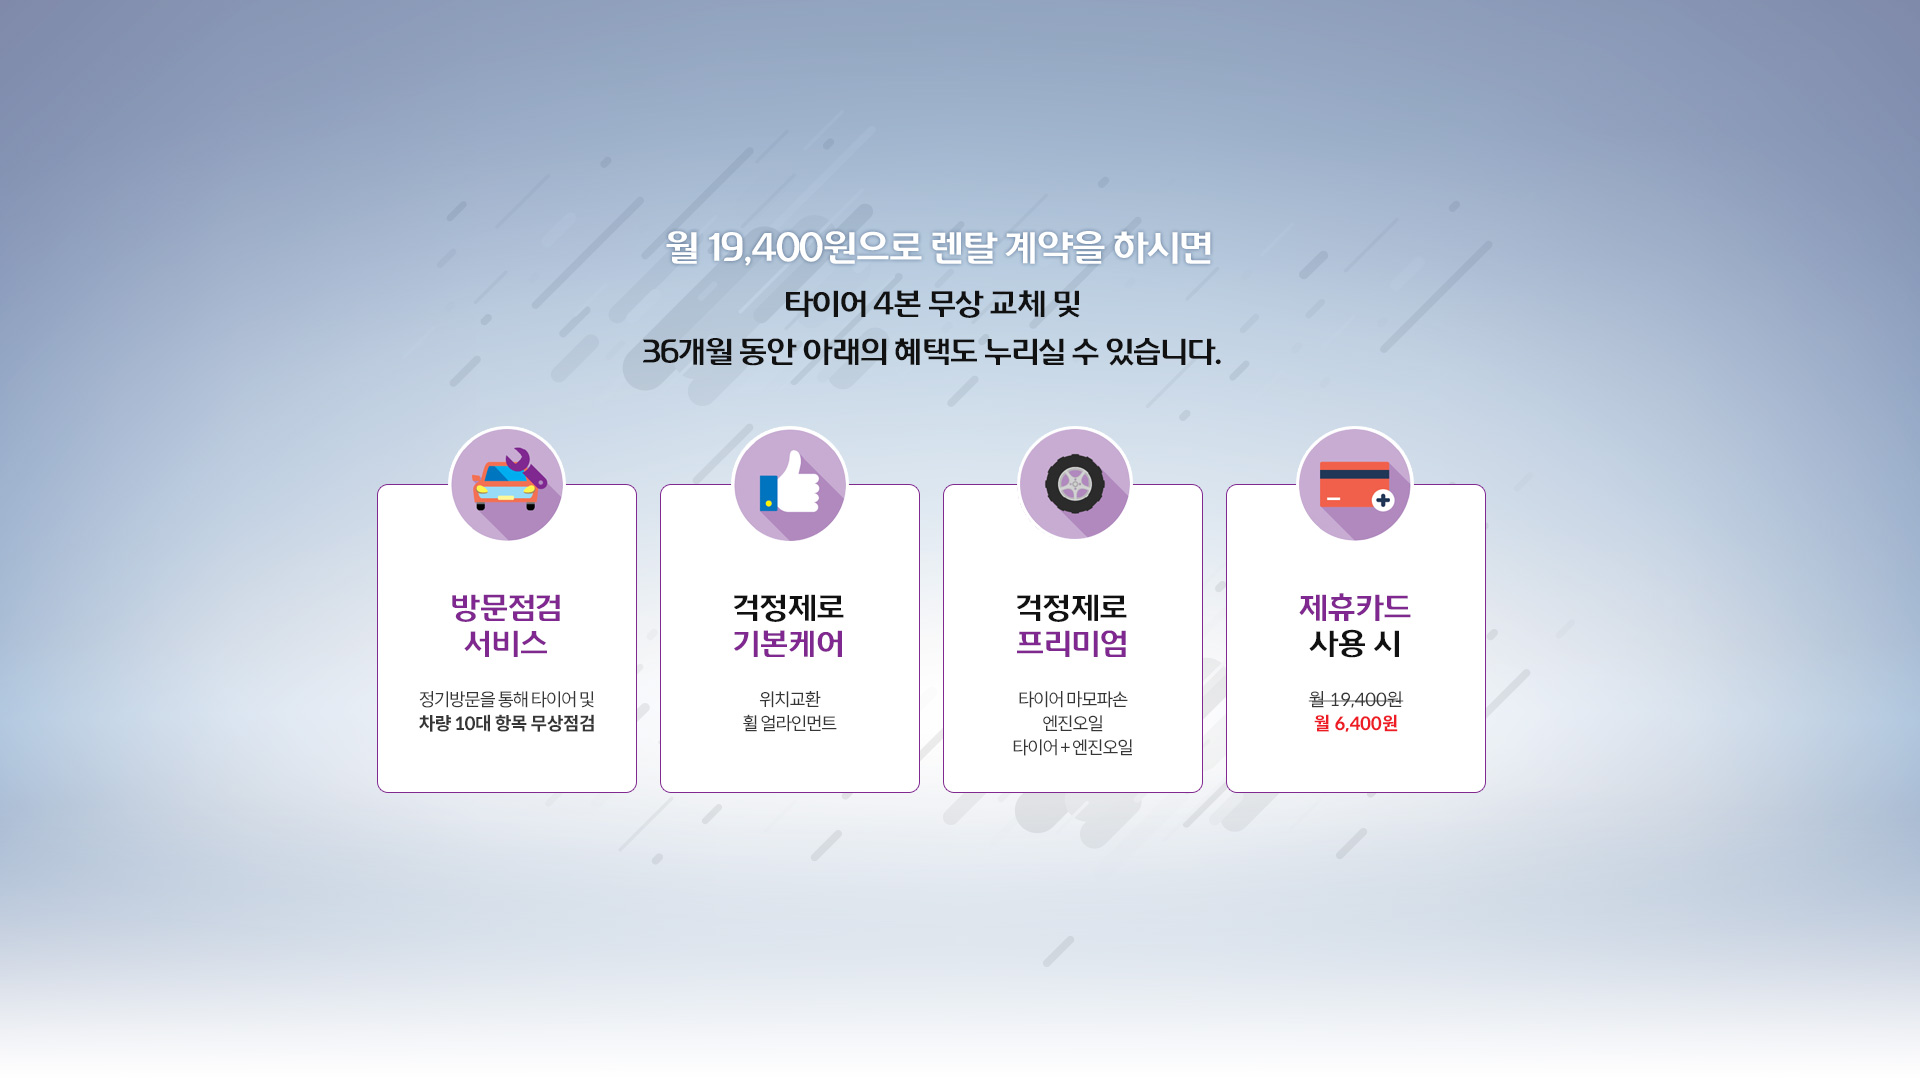 월 19,400원으로 렌탈 계약을 하시면
타이어 4본 무상 교체 및
36개월 동안 아래의 혜택도 누리실 수 있습니다.
방문점검
서비스
정기방문을 통해 타이어 및
차량 10대 항목 무상점검
걱정제로
기본케어
위치교환
휠 얼라인먼트
걱정제로
프리미엄
타이어 마모파손
엔진오일
타이어 + 엔진오일
제휴카드
사용 시
월 19,400원
월 6,400원